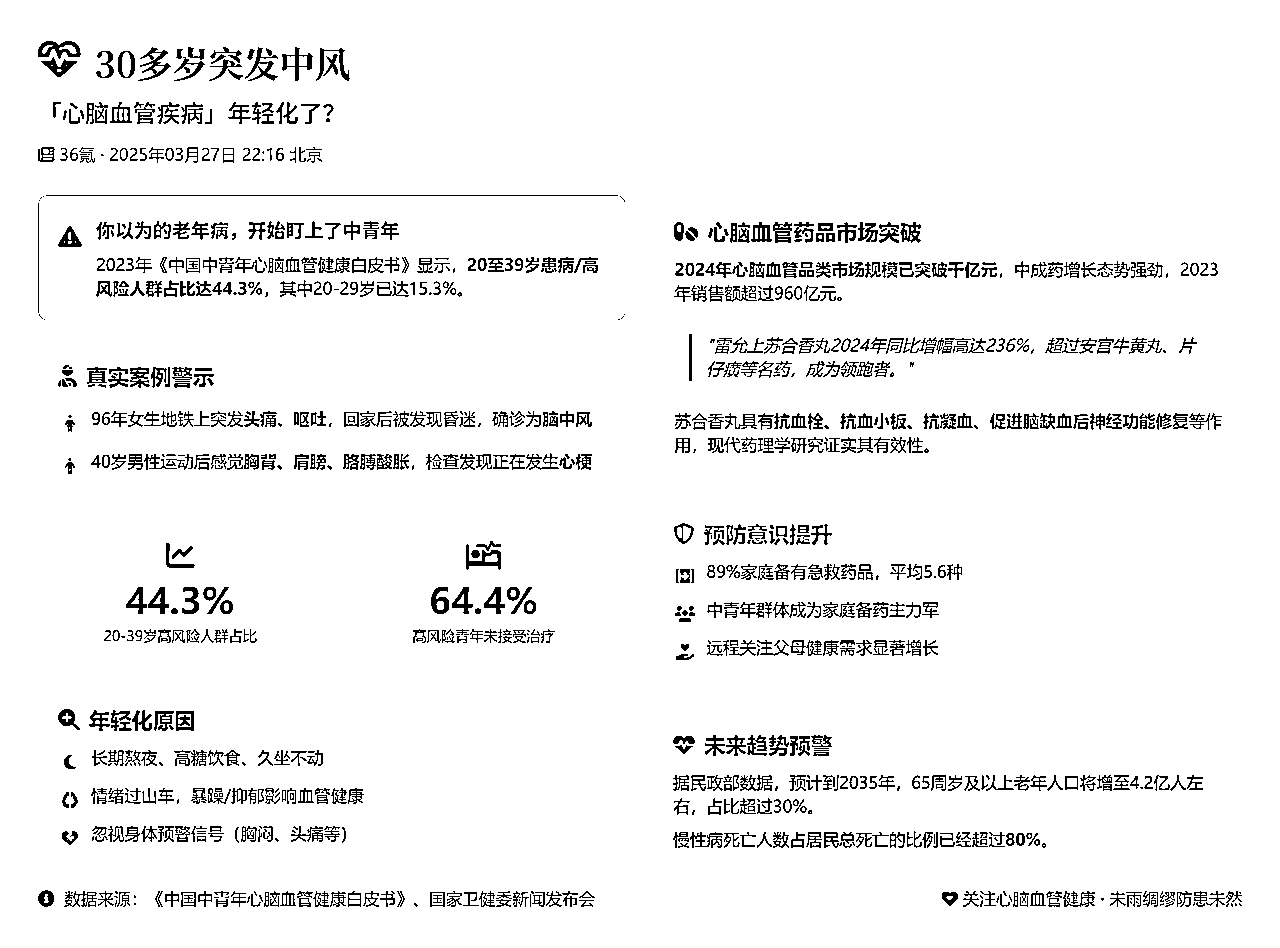 30多岁突发中风
「心脑血管疾病」年轻化了？
36氪 · 2025年03月27日 22:16 北京
你以为的老年病，开始盯上了中青年
2023年《中国中青年心脑血管健康白皮书》显示，20至39岁患病/高
风险人群占比达44.3%，其中20-29岁已达15.3%。
真实案例警示
96年女生地铁上突发头痛、呕吐，回家后被发现昏迷，确诊为脑中风
40岁男性运动后感觉胸背、肩膀、胳膊酸胀，检查发现正在发生心梗
44.3%
20-39岁高风险人群占比
64.4%
高风险青年未接受治疗
年轻化原因
长期熬夜、高糖饮食、久坐不动
情绪过山车，暴躁/抑郁影响血管健康
忽视身体预警信号（胸闷、头痛等）
心脑血管药品市场突破
2024年心脑血管品类市场规模已突破千亿元，中成药增长态势强劲，2023
年销售额超过960亿元。
"雷允上苏合香丸2024年同比增幅高达236%，超过安宫牛黄丸、片
仔癀等名药，成为领跑者。"
苏合香丸具有抗血栓、抗血小板、抗凝血、促进脑缺血后神经功能修复等作
用，现代药理学研究证实其有效性。
预防意识提升
89%家庭备有急救药品，平均5.6种
中青年群体成为家庭备药主力军
远程关注父母健康需求显著增长
未来趋势预警
据民政部数据，预计到2035年，65周岁及以上老年人口将增至4.2亿人左
右，占比超过30%。
慢性病死亡人数占居民总死亡的比例已经超过80%。
数据来源：《中国中青年心脑血管健康白皮书》、国家卫健委新闻发布会
关注心脑血管健康 · 未雨绸缪防患未然